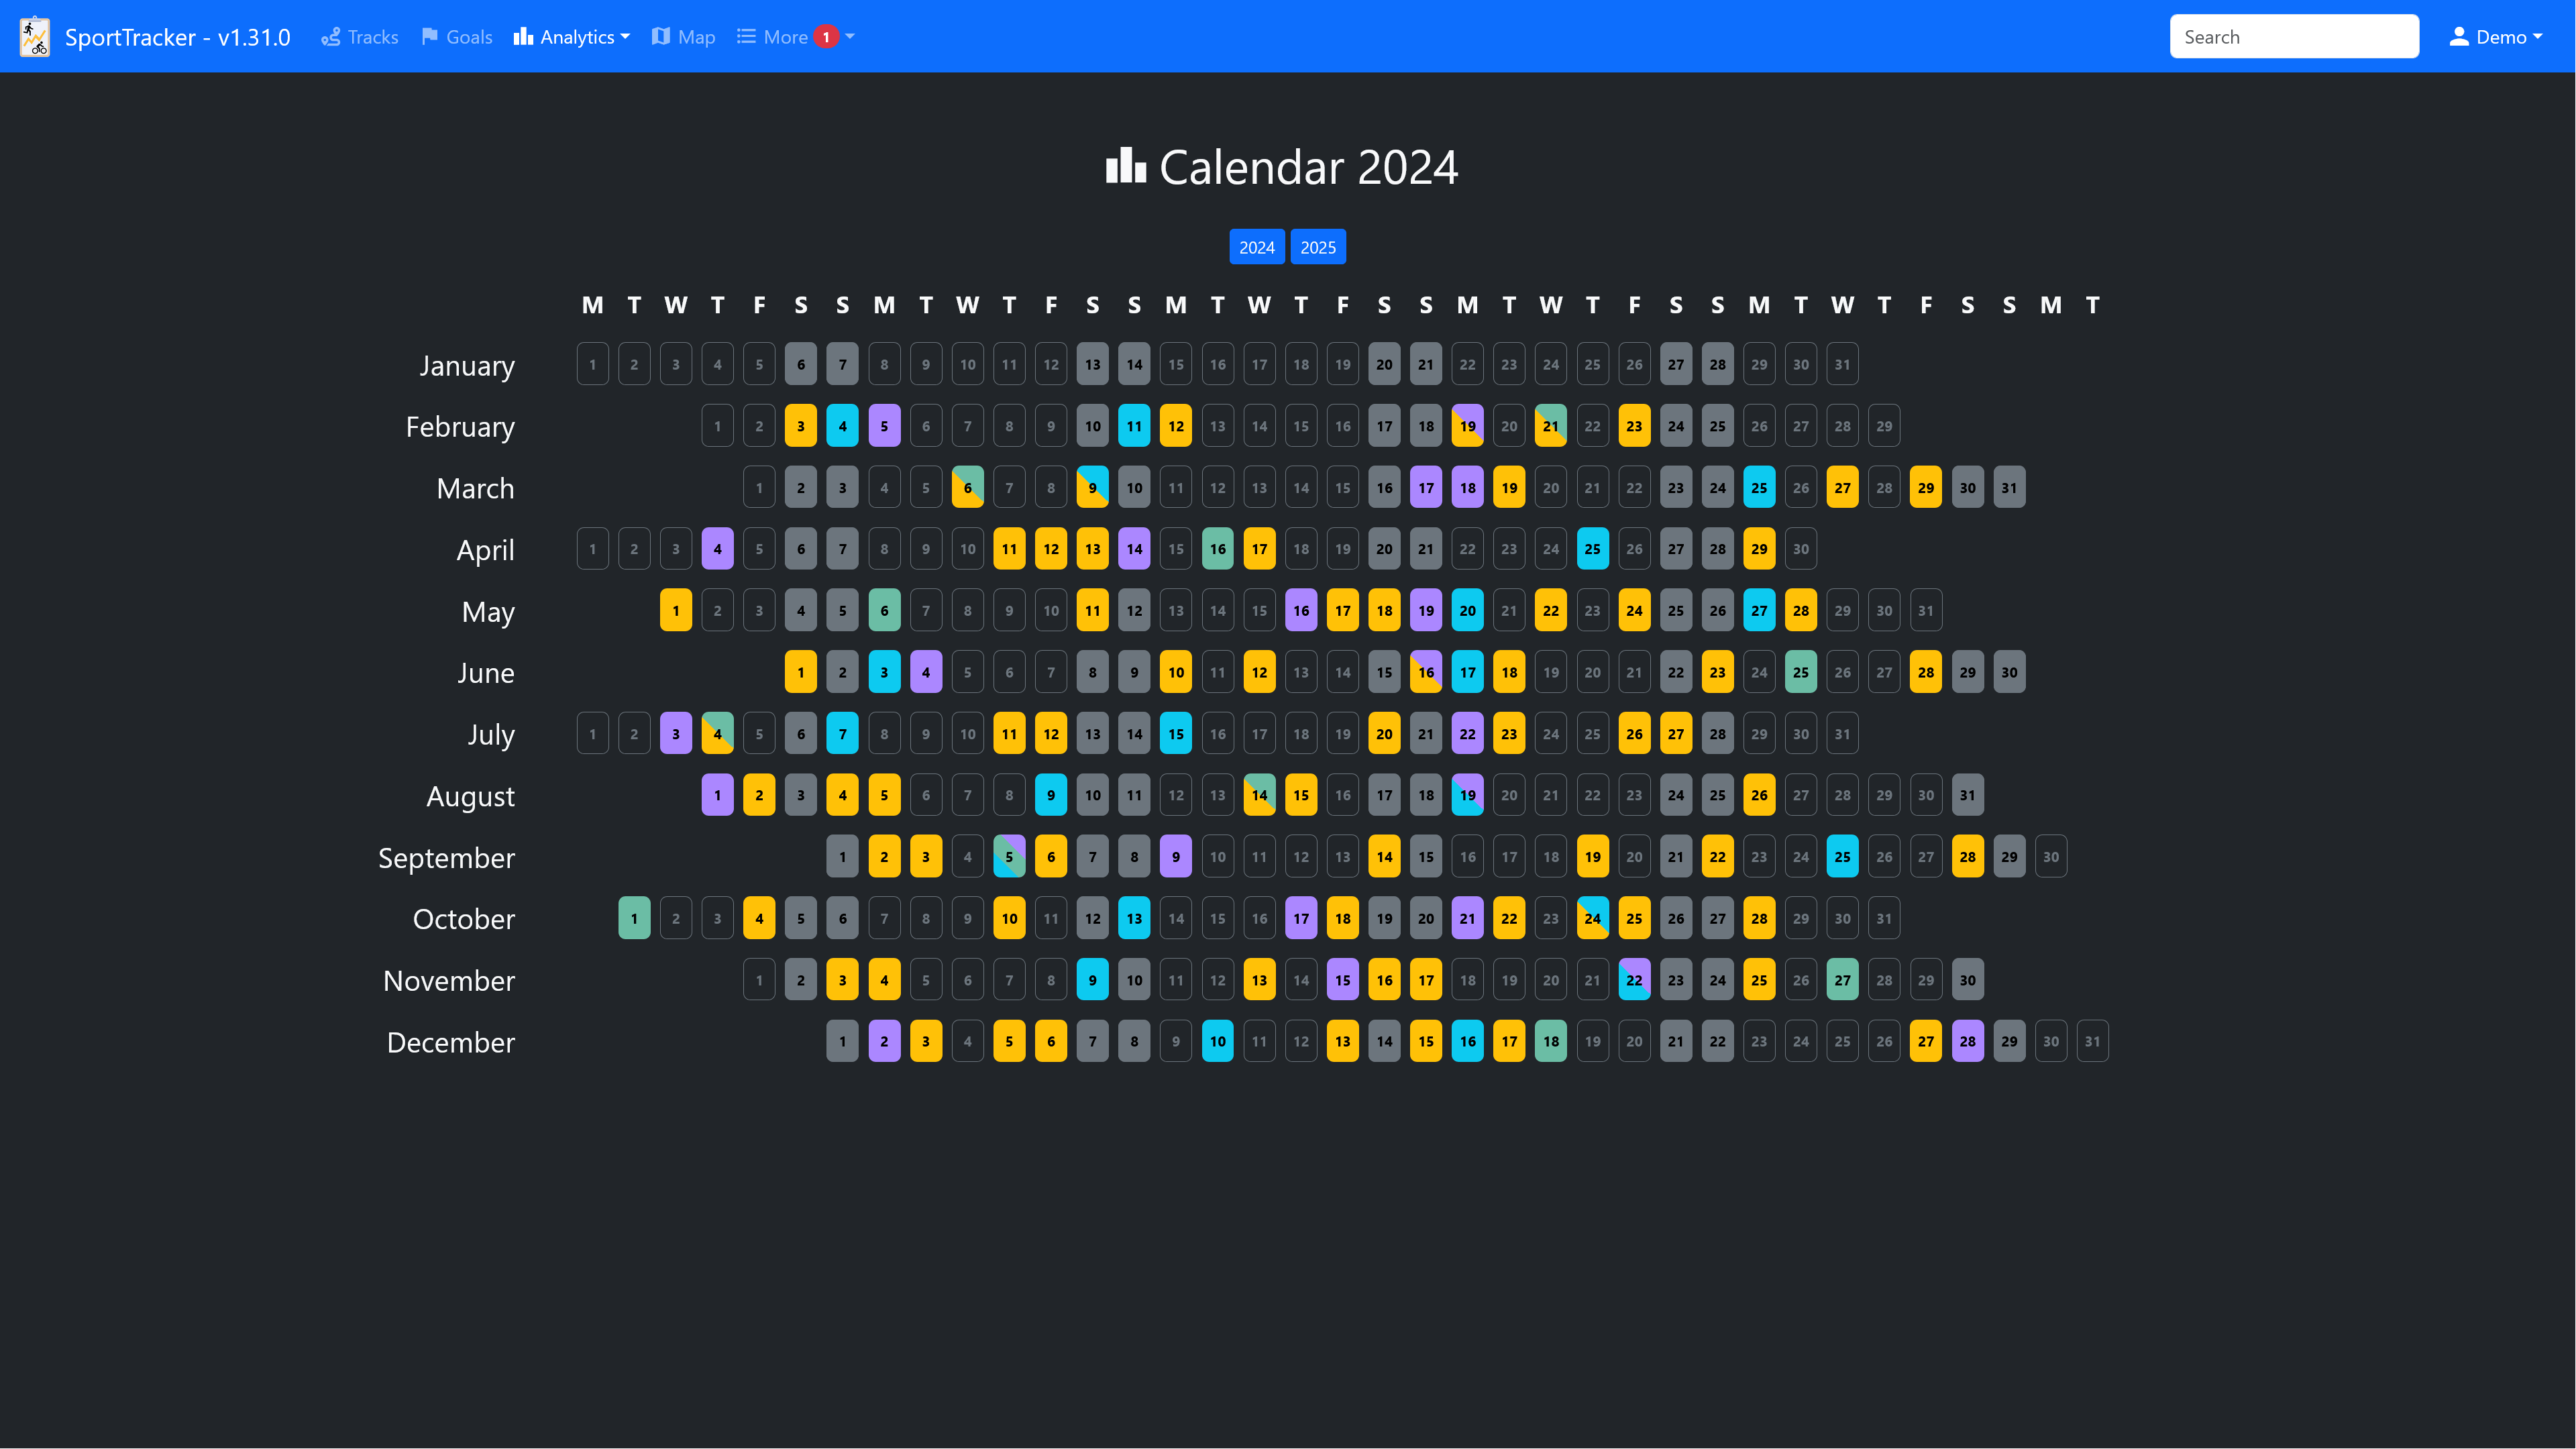 SportTracker - v1.31.0 Tracks Goals Analytics Map More 1 Search Demo
Calendar 2024
2024 2025
M T W T F S S M T W T F S S M T W T F S S M T W T F S S M T W T F S S M T
January 1 2 3 4 5 6 7 8 9 10 11 12 13 14 15 16 17 18 19 20 21 22 23 24 25 26 27 28 29 30 31
February 1 2 3 4 5 6 7 8 9 10 11 12 13 14 15 16 17 18 19 20 21 22 23 24 25 26 27 28 29
March 1 2 3 4 5 6 7 8 9 10 11 12 13 14 15 16 17 18 19 20 21 22 23 24 25 26 27 28 29 30 31
April 1 2 3 4 5 6 7 8 9 10 11 12 13 14 15 16 17 18 19 20 21 22 23 24 25 26 27 28 29 30
May 1 2 3 4 5 6 7 8 9 10 11 12 13 14 15 16 17 18 19 20 21 22 23 24 25 26 27 28 29 30 31
June 1 2 3 4 5 6 7 8 9 10 11 12 13 14 15 16 17 18 19 20 21 22 23 24 25 26 27 28 29 30
July 1 2 3 4 5 6 7 8 9 10 11 12 13 14 15 16 17 18 19 20 21 22 23 24 25 26 27 28 29 30 31
August 1 2 3 4 5 6 7 8 9 10 11 12 13 14 15 16 17 18 19 20 21 22 23 24 25 26 27 28 29 30 31
September 1 2 3 4 5 6 7 8 9 10 11 12 13 14 15 16 17 18 19 20 21 22 23 24 25 26 27 28 29 30
October 1 2 3 4 5 6 7 8 9 10 11 12 13 14 15 16 17 18 19 20 21 22 23 24 25 26 27 28 29 30 31
November 1 2 3 4 5 6 7 8 9 10 11 12 13 14 15 16 17 18 19 20 21 22 23 24 25 26 27 28 29 30
December 1 2 3 4 5 6 7 8 9 10 11 12 13 14 15 16 17 18 19 20 21 22 23 24 25 26 27 28 29 30 31